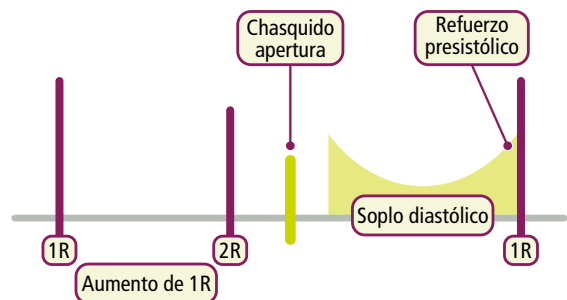 Chasquido
apertura
Refuerzo
presistólico
Soplo diastólico
1R
2R
1R
Aumento de 1R